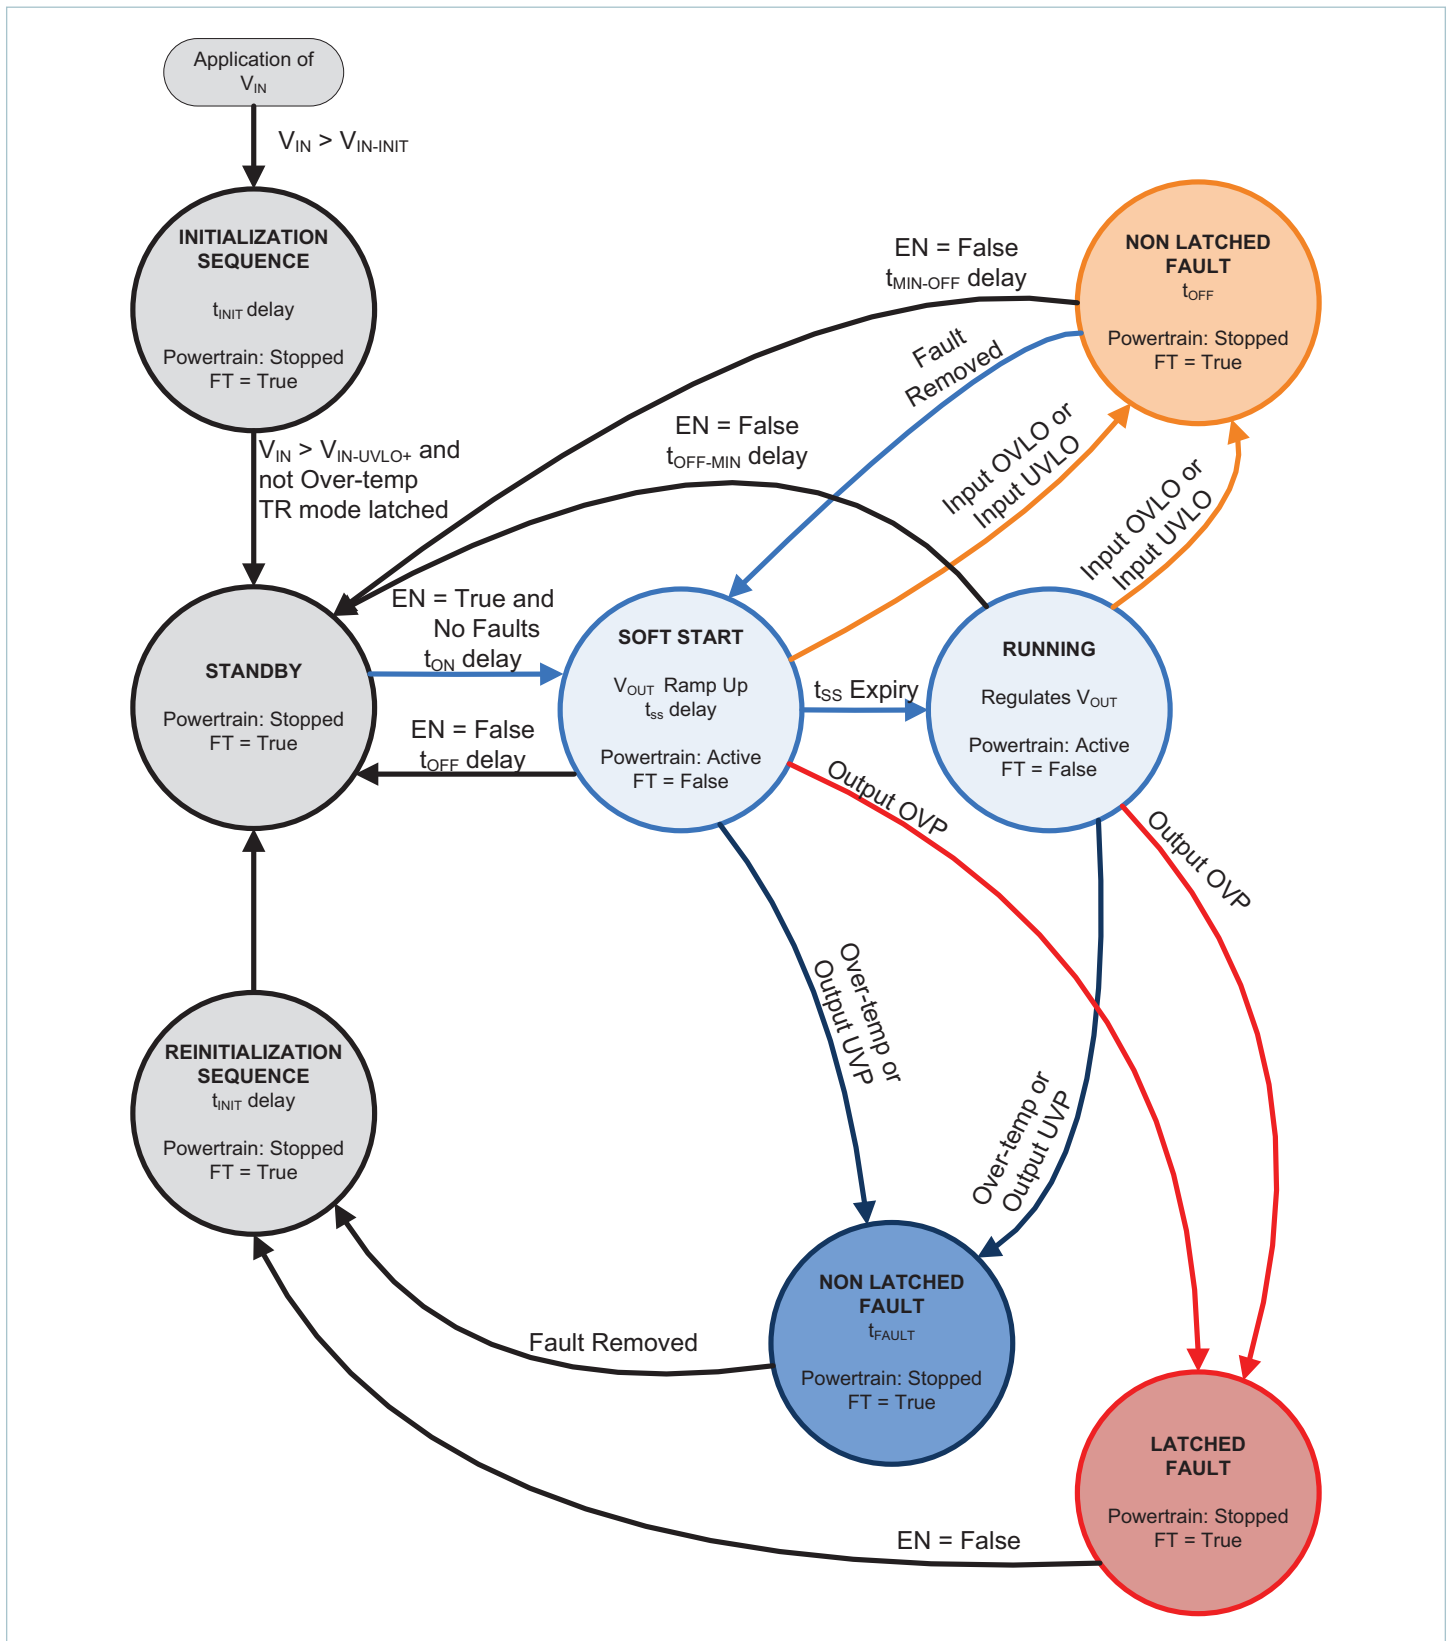 Application of
VIN
VIN > VIN-INIT
INITIALIZATION
SEQUENCE
tINIT delay
Powertrain: Stopped
FT = True
VIN > VIN-UVLO+ and
not Over-temp
TR mode latched
EN = False
tMIN-OFF delay
NON LATCHED
FAULT
tOFF
Powertrain: Stopped
FT = True
Fault
Removed
EN = False
tOFF-MIN delay
Input OVLO or
Input UVLO
Input OVLO or
Input UVLO
STANDBY
Powertrain: Stopped
FT = True
EN = True and
No Faults
tON delay
EN = False
tOFF delay
SOFT START
VOUT Ramp Up
tss delay
Powertrain: Active
FT = False
tSS Expiry
RUNNING
Regulates VOUT
Powertrain: Active
FT = False
Output OVP
Output OVP
Over-temp or
Output UVP
Over-temp or
Output UVP
REINITIALIZATION
SEQUENCE
tINIT delay
Powertrain: Stopped
FT = True
Fault Removed
NON LATCHED
FAULT
tFAULT
Powertrain: Stopped
FT = True
EN = False
LATCHED
FAULT
Powertrain: Stopped
FT = True